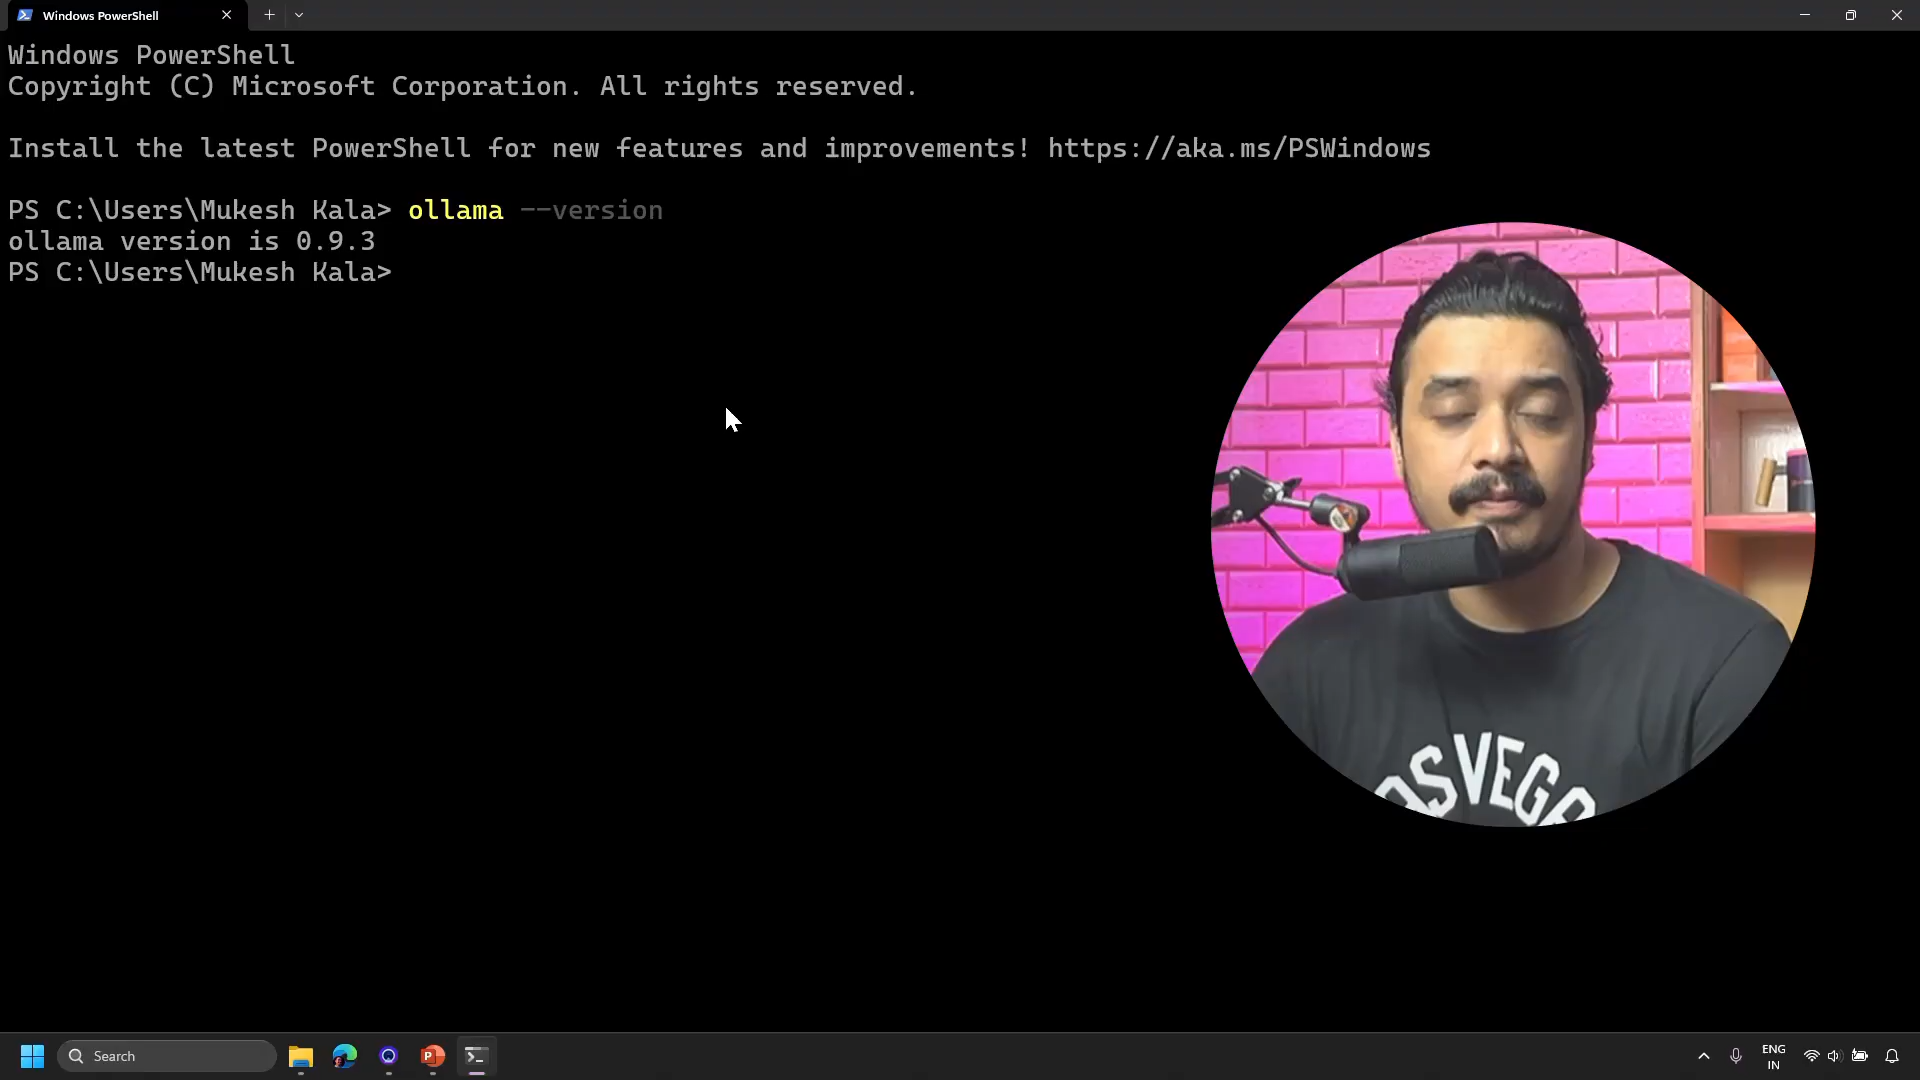 Windows PowerShell
Windows PowerShell
Copyright (C) Microsoft Corporation. All rights reserved.
Install the latest PowerShell for new features and improvements! https://aka.ms/PSWindows
PS C:\Users\Mukesh Kala> ollama --version
ollama version is 0.9.3
PS C:\Users\Mukesh Kala>
Search
ENG
IN